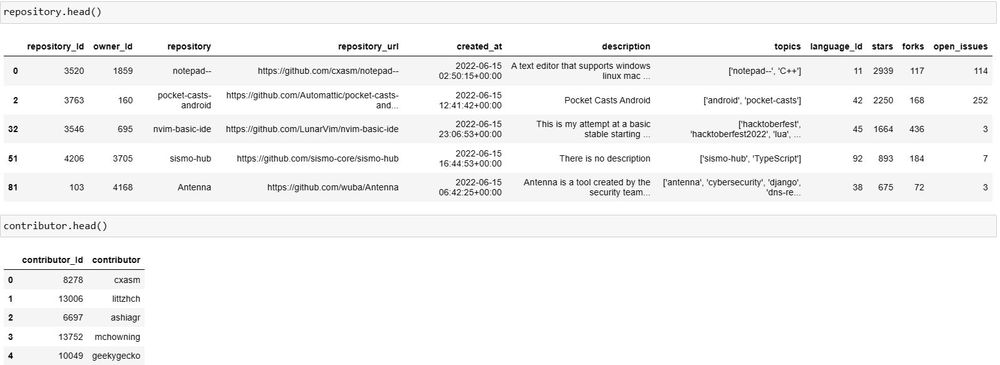 repository.head()
repository_Id owner_Id repository repository_url created_at description topics language_Id stars forks open_issues
0 3520 1859 notepad-- https://github.com/cxasm/notepad-- 2022-06-15 02:50:15+00:00 A text editor that supports windows linux mac ... ['notepad--', 'C++'] 11 2939 117 114
2 3763 160 pocket-casts-android https://github.com/Automattic/pocket-casts-and... 2022-06-15 12:41:42+00:00 Pocket Casts Android ['android', 'pocket-casts'] 42 2250 168 252
32 3546 695 nvim-basic-ide https://github.com/LunarVim/nvim-basic-ide 2022-06-15 23:06:53+00:00 This is my attempt at a basic stable starting ... ['hacktoberfest', 'hacktoberfest2022', 'lua', ... 45 1664 436 3
51 4206 3705 sismo-hub https://github.com/sismo-core/sismo-hub 2022-06-15 16:44:53+00:00 There is no description ['sismo-hub', 'TypeScript'] 92 893 184 7
81 103 4168 Antenna https://github.com/wuba/Antenna 2022-06-15 06:42:25+00:00 Antenna is a tool created by the security team... ['antenna', 'cybersecurity', 'django', 'dns-re... 38 675 72 3
contributor.head()
contributor_Id contributor
0 8278 cxasm
1 13006 littzhch
2 6697 ashiagr
3 13752 mchowning
4 10049 geekygecko